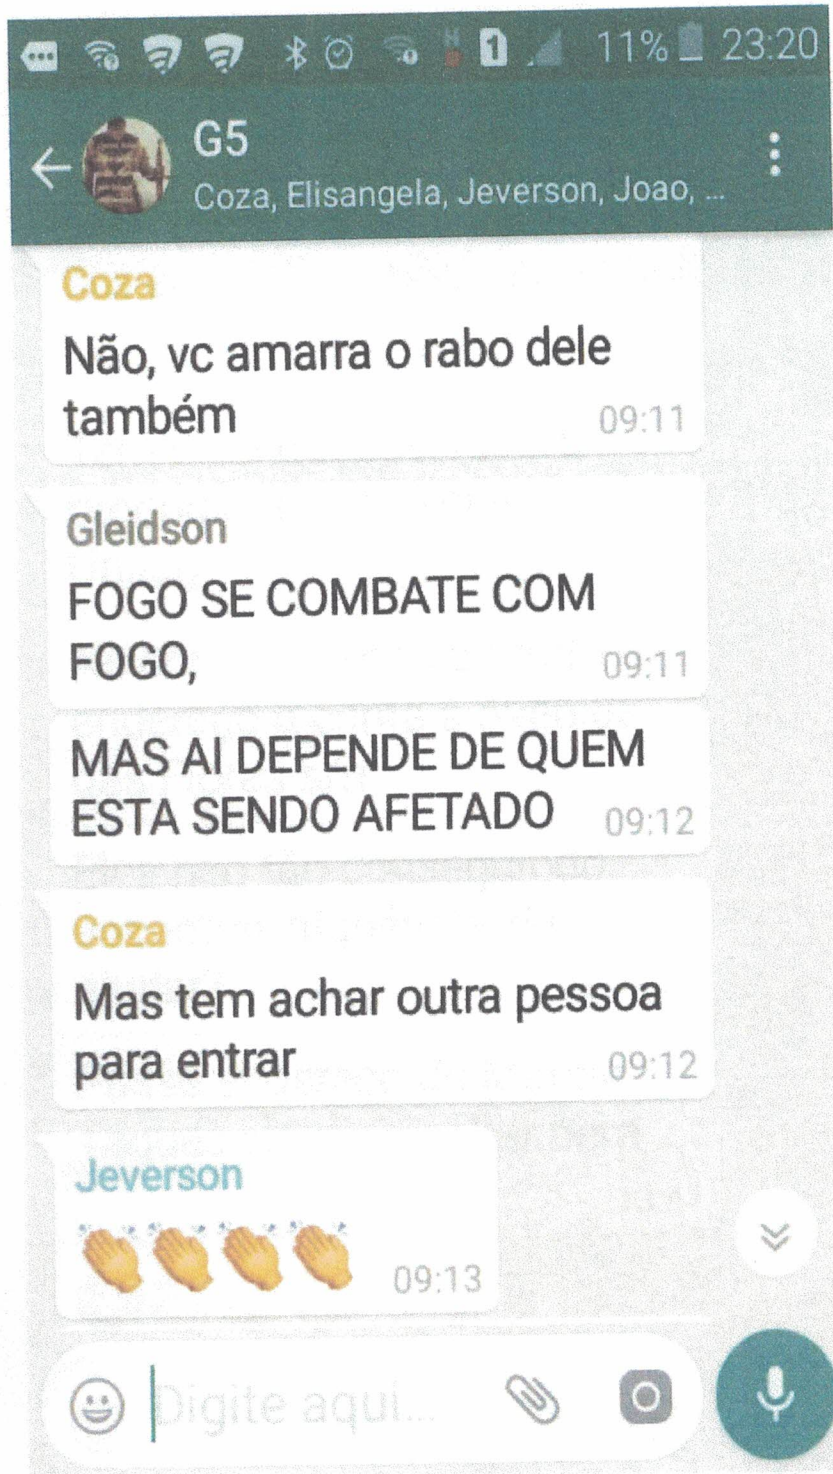 11% 23:20
G5
Coza, Elisangela, Jeverson, Joao, ...
Coza
Não, vc amarra o rabo dele
também 09:11
Gleidson
FOGO SE COMBATE COM
FOGO, 09:11
MAS AI DEPENDE DE QUEM
ESTA SENDO AFETADO 09:12
Coza
Mas tem achar outra pessoa
para entrar 09:12
Jeverson
👏👏👏👏 09:13
Digite aqui...